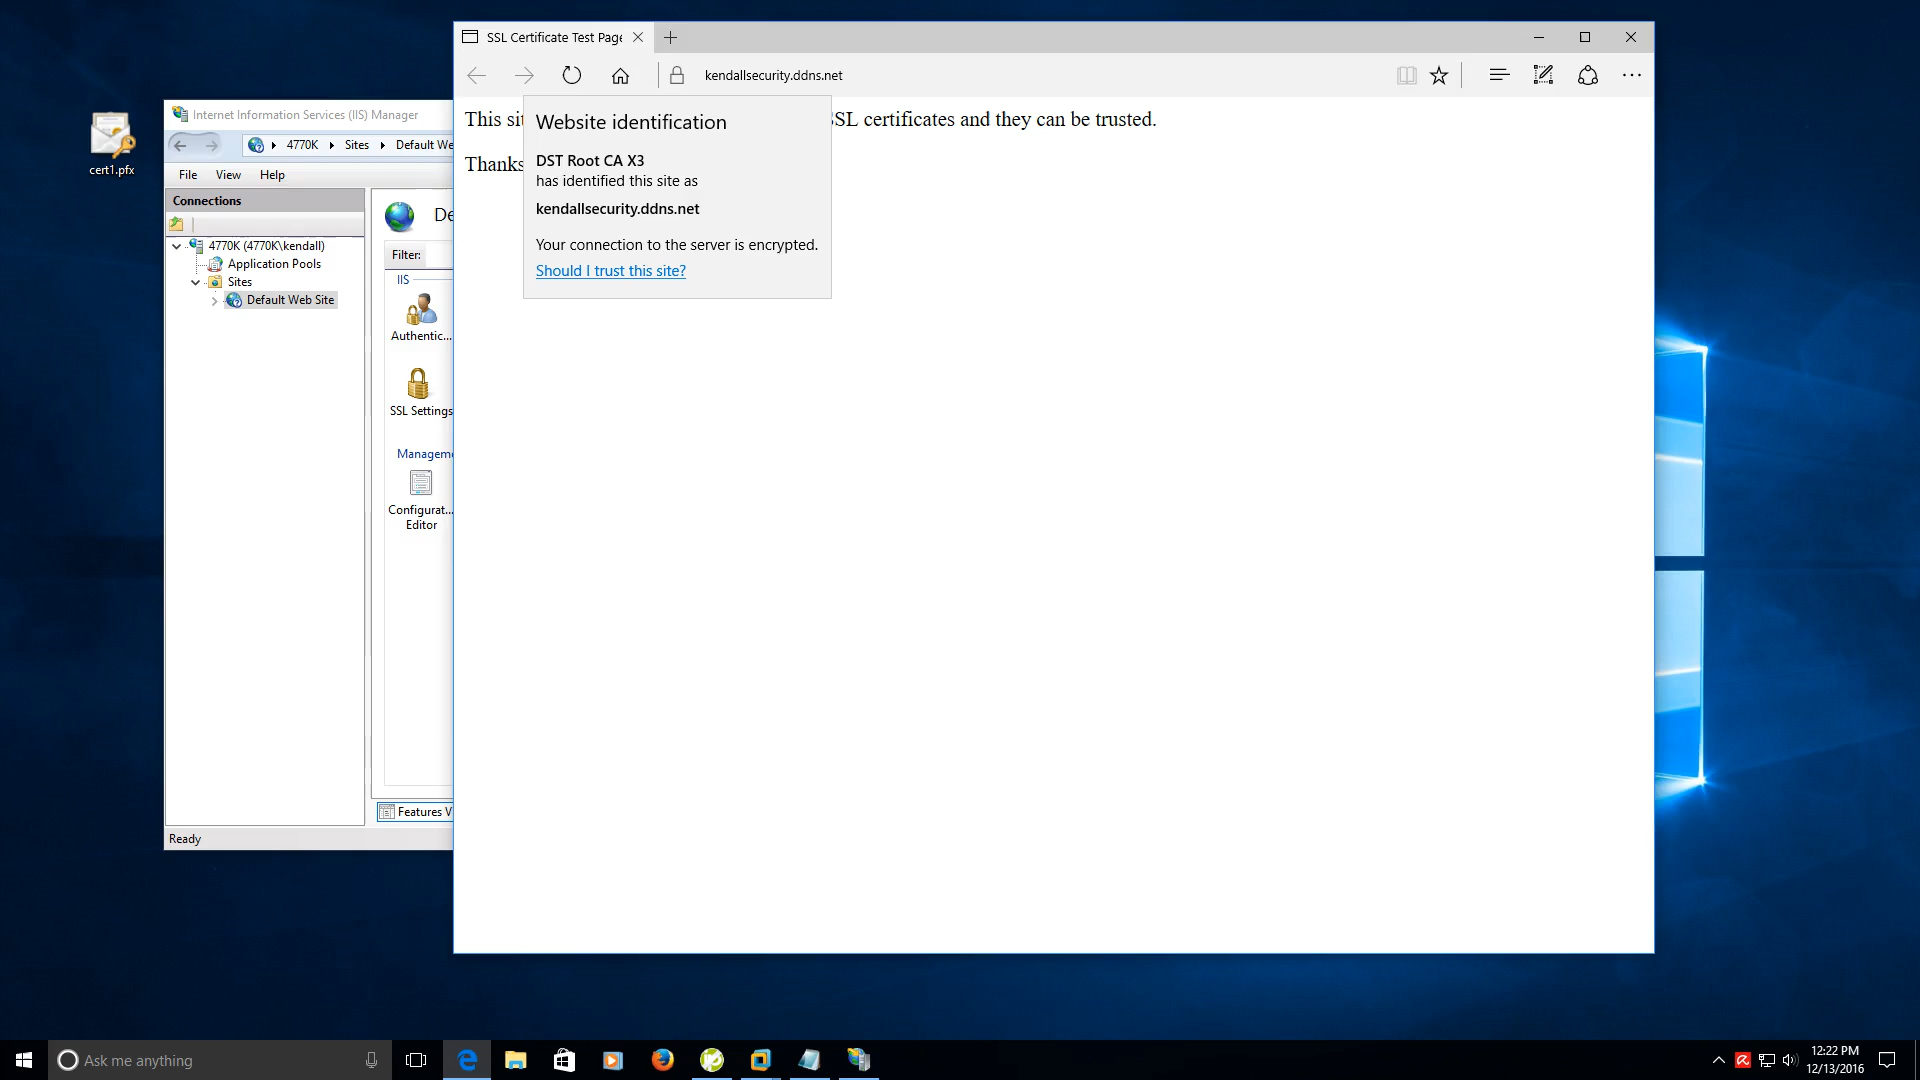 cert1.pfx
Internet Information Services (IIS) Manager
4770K Sites Default We
File View Help
Connections
4770K (4770K\kendall)
Application Pools
Sites
Default Web Site
De
Filter:
IIS
Authentic...
SSL Settings
Managem
Configurat...
Editor
Features V
Ready
SSL Certificate Test Page
kendallsecurity.ddns.net
This sit SL certificates and they can be trusted.
Thanks
Website identification
DST Root CA X3
has identified this site as
kendallsecurity.ddns.net
Your connection to the server is encrypted.
Should I trust this site?
Ask me anything
12:22 PM
12/13/2016